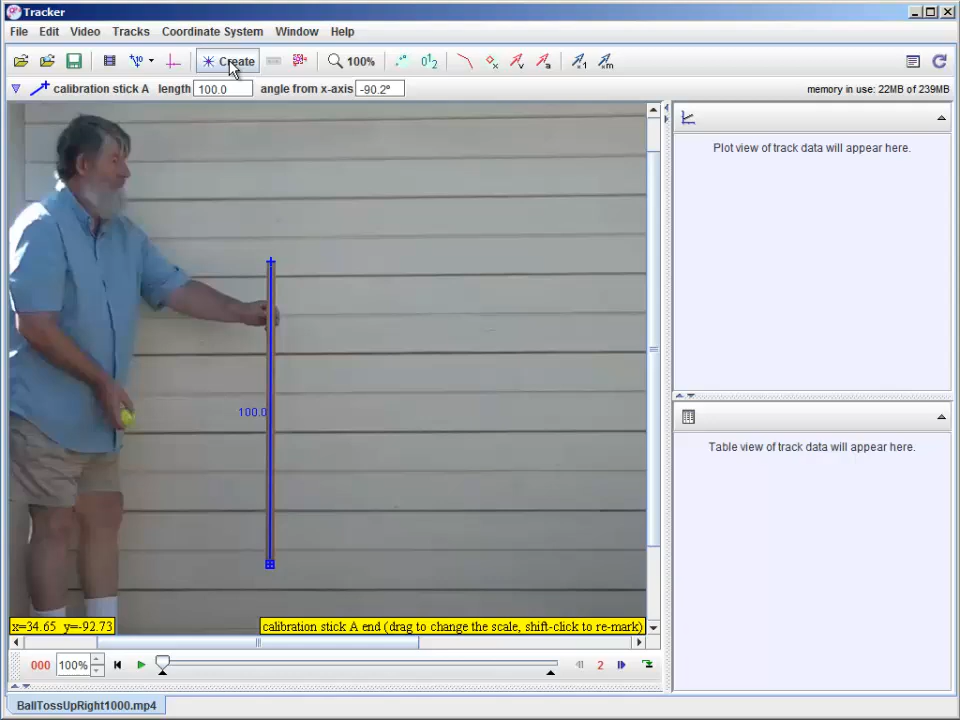 Tracker
File Edit Video Tracks Coordinate System Window Help
Create 100%
calibration stick A length 100.0 angle from x-axis -90.2° memory in use: 22MB of 239MB
Plot view of track data will appear here.
100.0
Table view of track data will appear here.
x=34.65 y=-92.73 calibration stick A end (drag to change the scale, shift-click to re-mark)
000 100% 2
BallTossUpRight1000.mp4